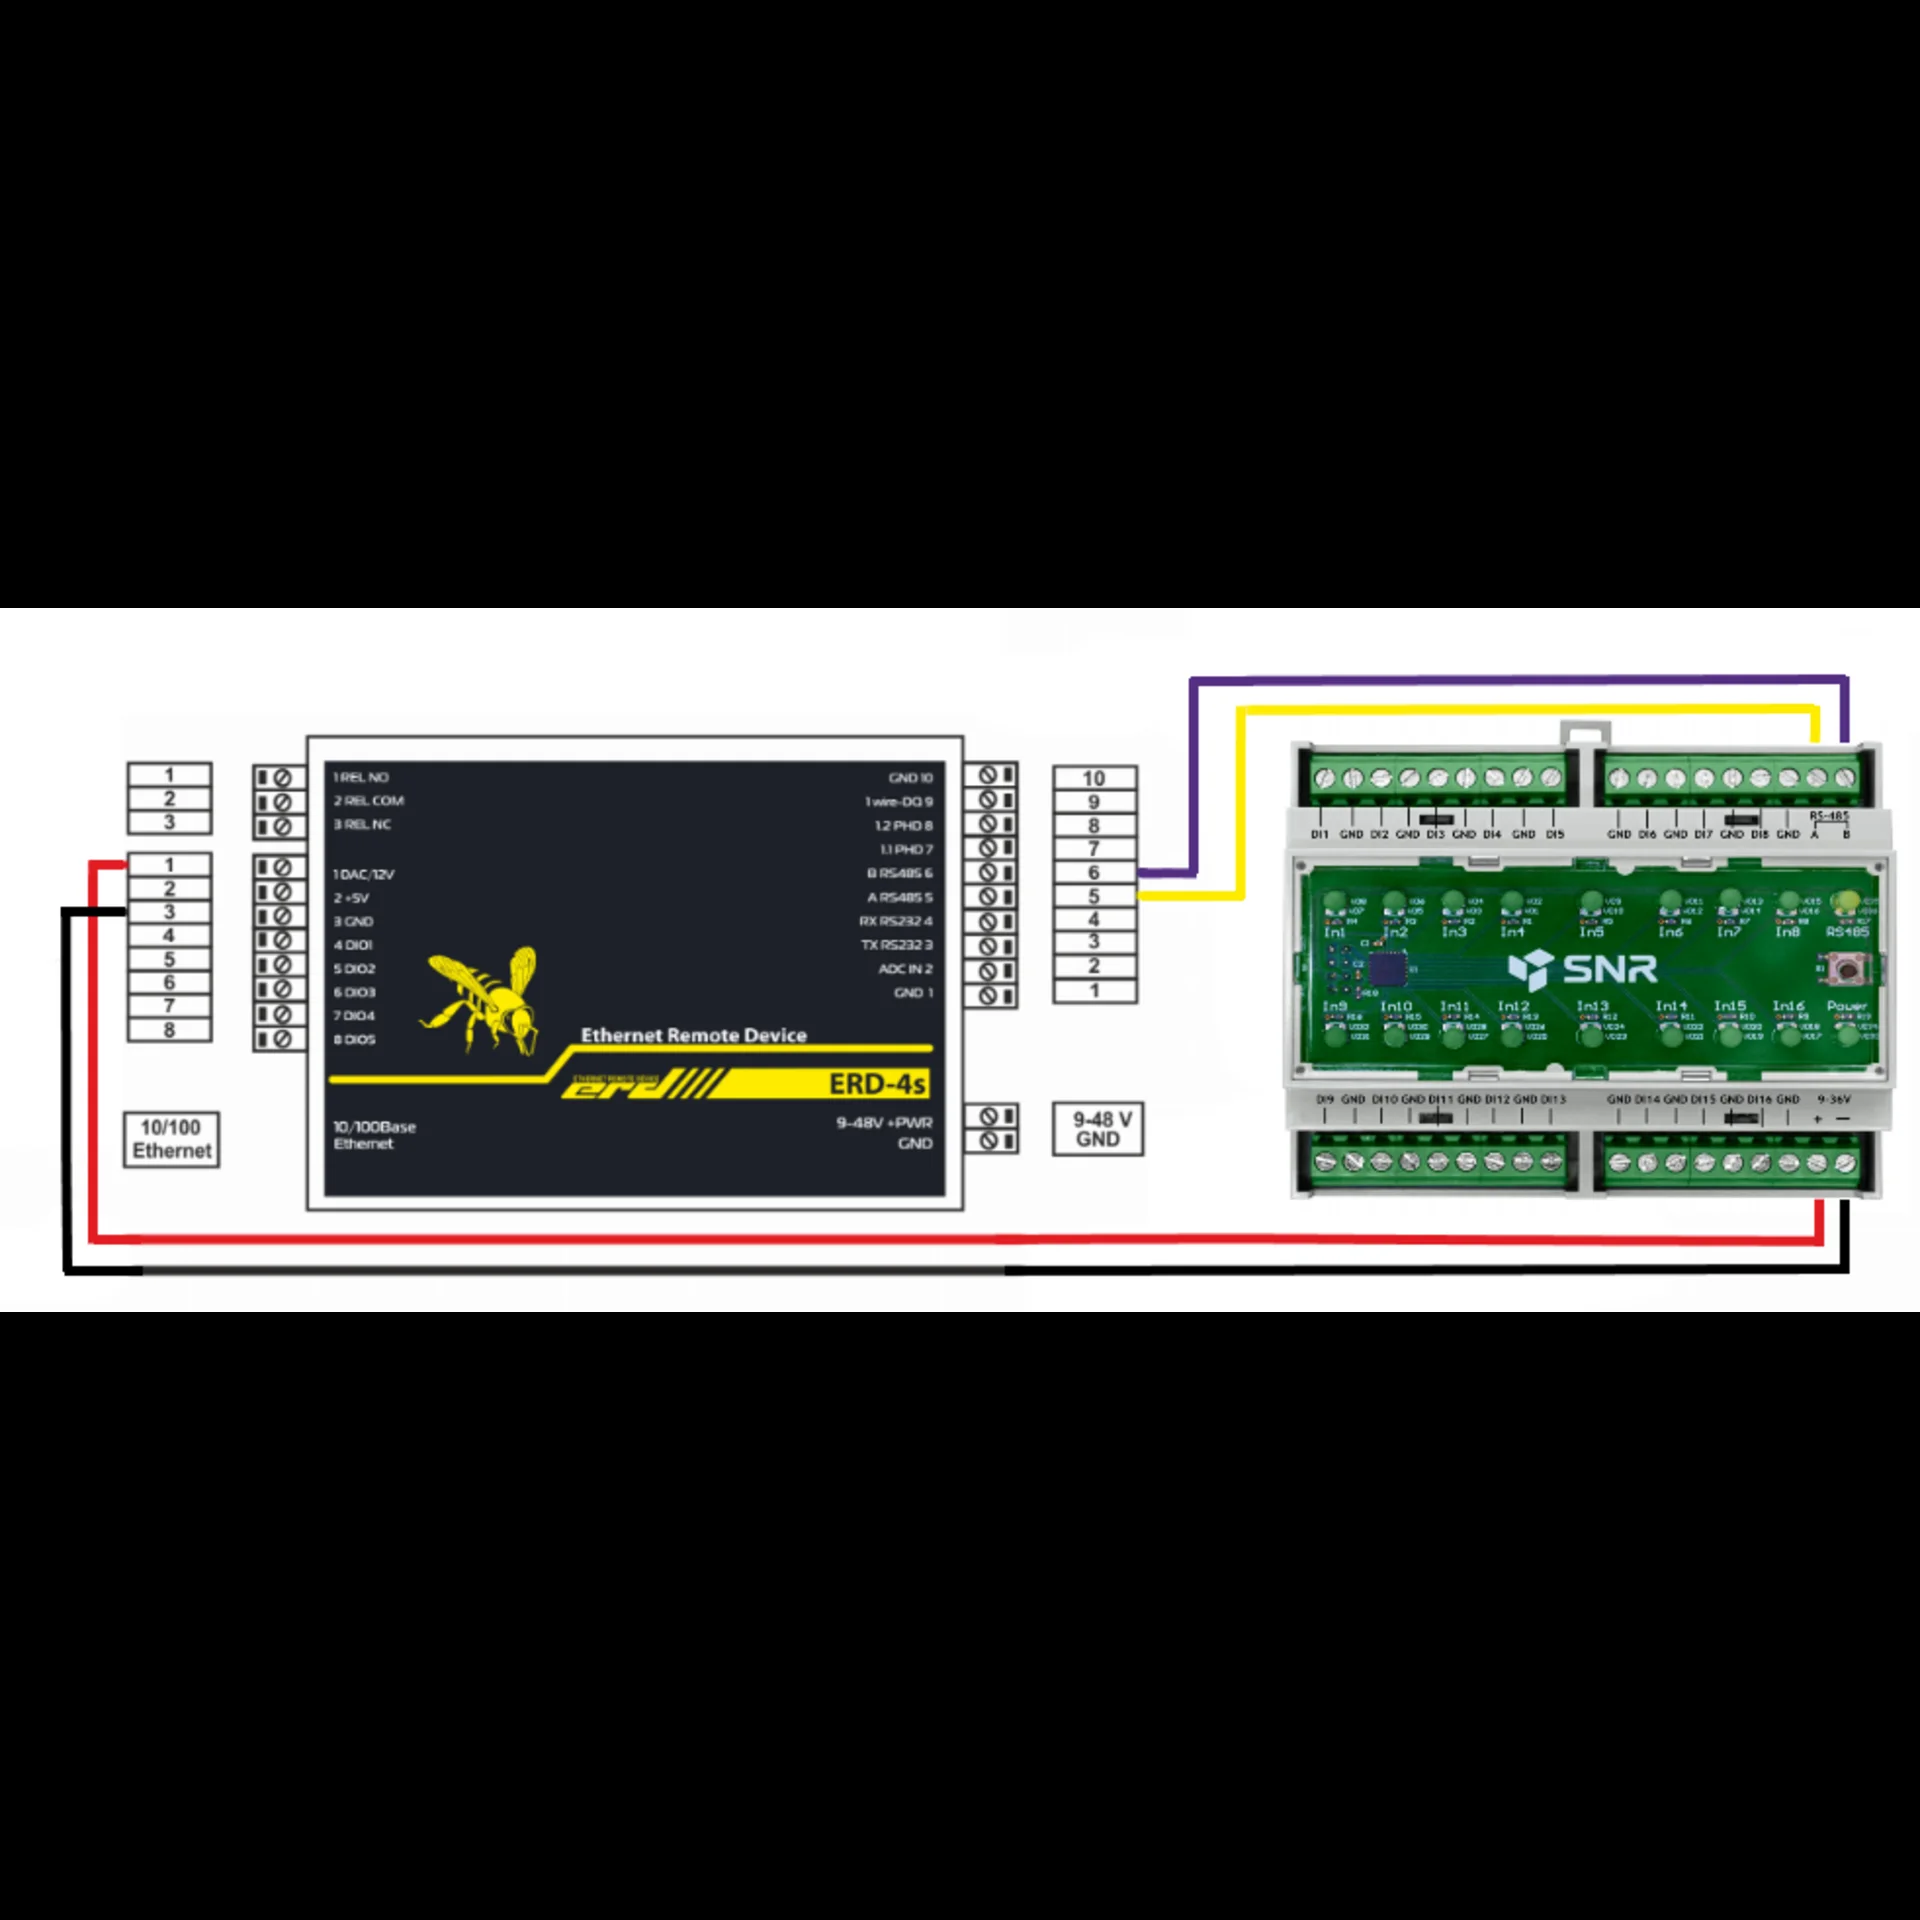 1
2
3
1
2
3
4
5
6
7
8
10/100
Ethernet
1 REL NO
2 REL COM
3 REL NC
1 DAC/12V
2 +5V
3 GND
4 DIO1
5 DIO2
6 DIO3
7 DIO4
8 DIO5
10/100Base
Ethernet
GND 10
1 wire-DQ 9
1.2 PHD 8
1.1 PHD 7
B RS485 6
A RS485 5
RX RS232 4
TX RS232 3
ADC IN 2
GND 1
Ethernet Remote Device
ETHERNET REMOTE DEVICE
ERD
ERD-4s
9-48V +PWR
GND
10
9
8
7
6
5
4
3
2
1
9-48 V
GND
RS-485
DI1 GND DI2 GND DI3 GND DI4 GND DI5 GND DI6 GND DI7 GND DI8 GND A B
In1 In2 In3 In4 In5 In6 In7 In8 RS485
SNR
In9 In10 In11 In12 In13 In14 In15 In16 Power
DI9 GND DI10 GND DI11 GND DI12 GND DI13 GND DI14 GND DI15 GND DI16 GND 9-36V
+ —